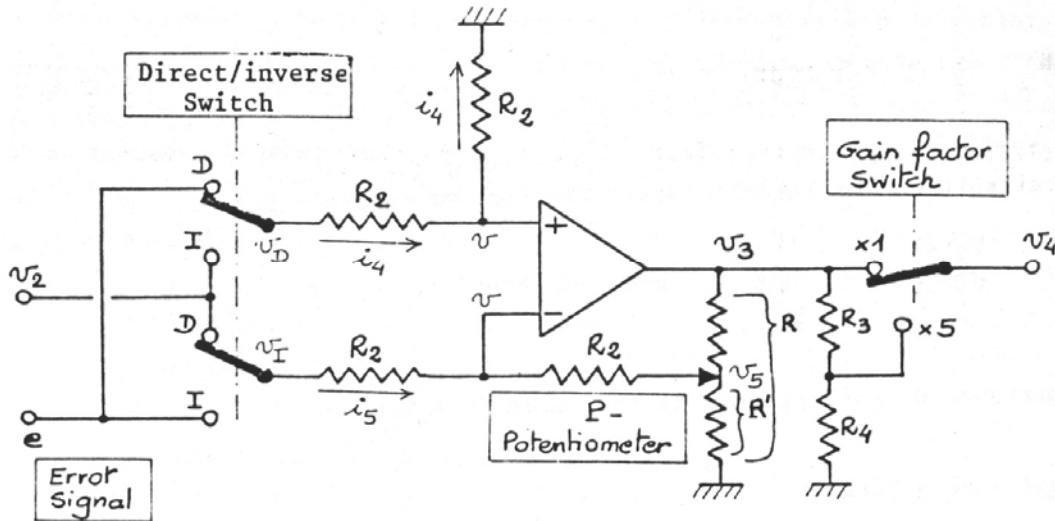 Direct/inverse
Switch
i4
R2
Gain factor
Switch
D
R2
I
vD
i4
v
+
v3
x1
v4
v2
R
R3
D
vI
v
−
x5
R2
R2
v5
R'
i5
I
P-
Potentiometer
R4
e
Errot
Signal